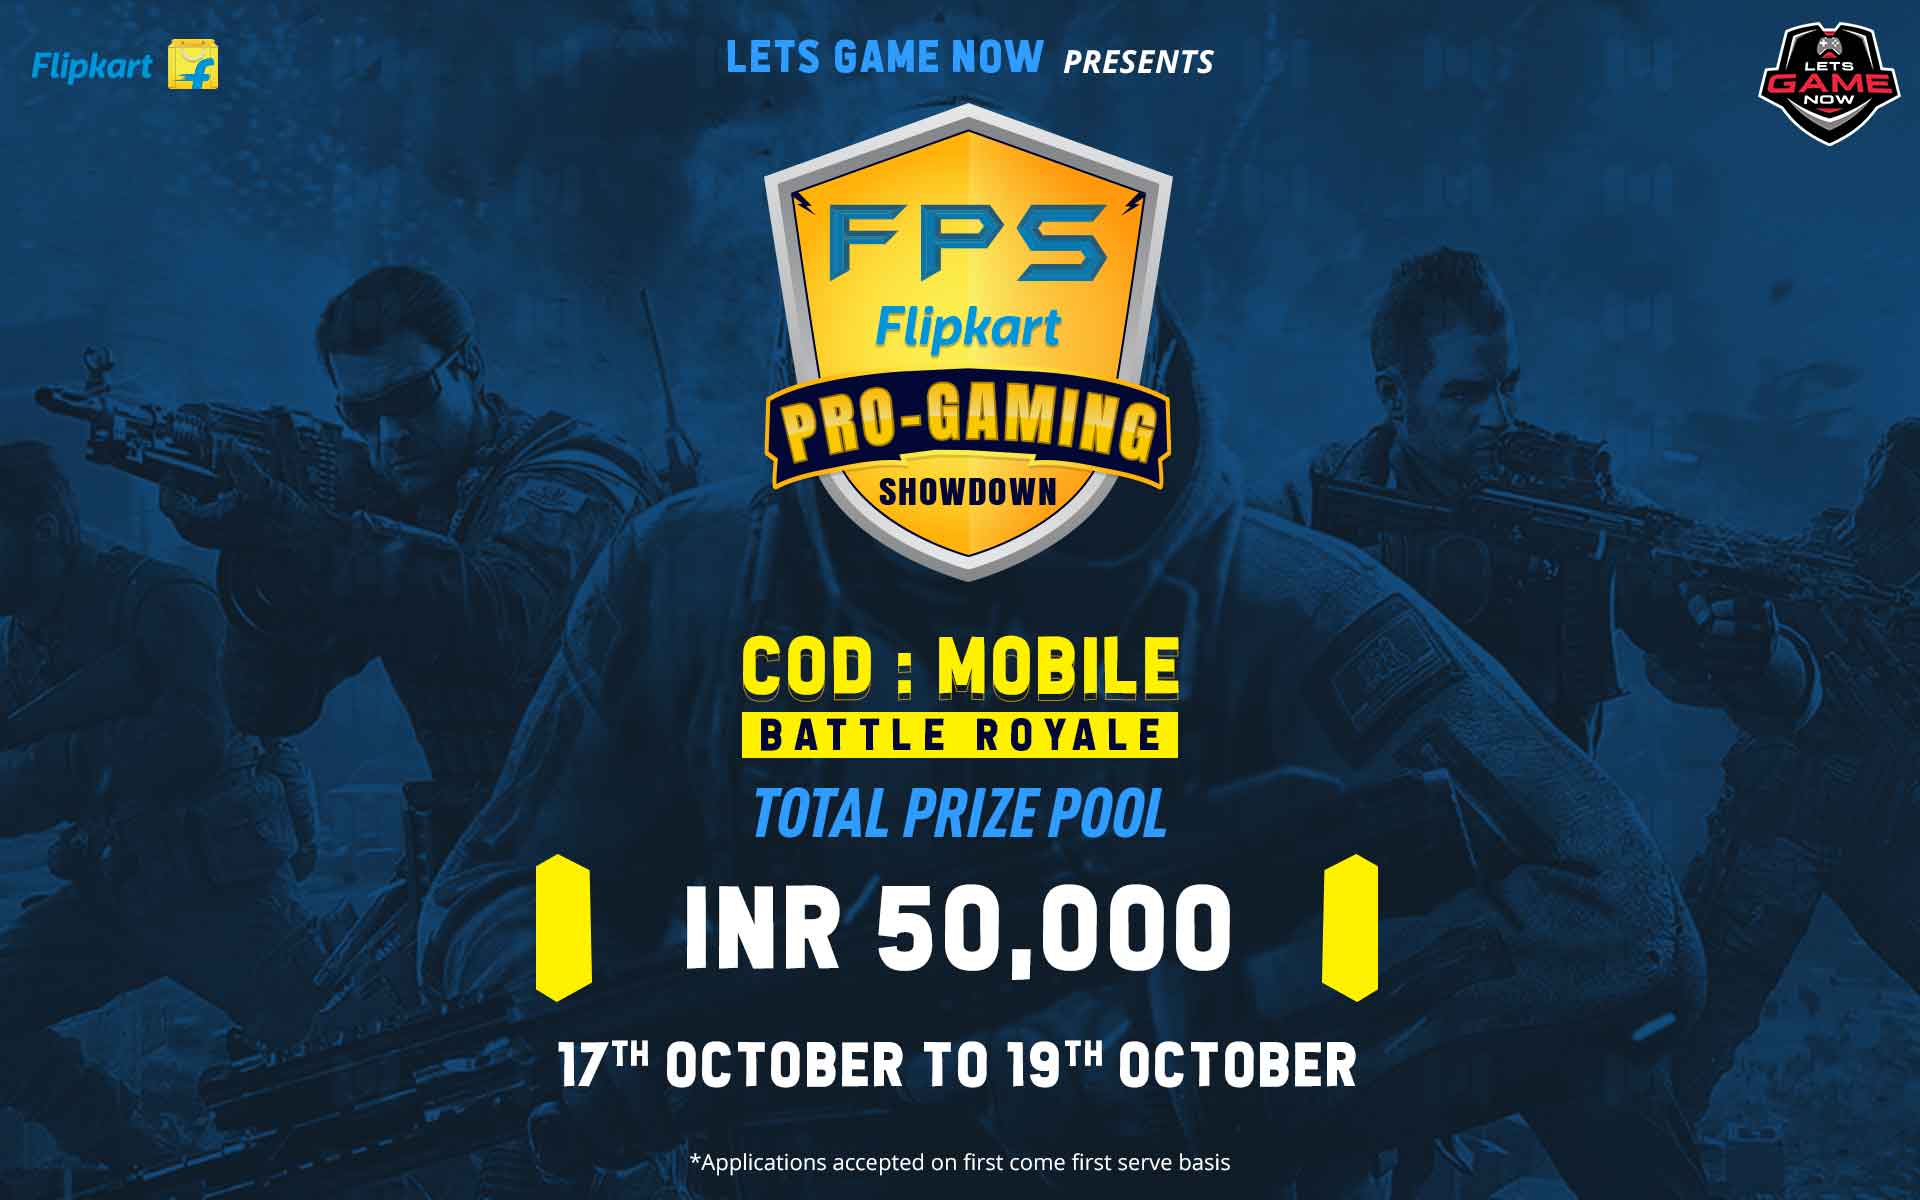 Flipkart
LETS GAME NOW PRESENTS
LETS
GAME
NOW
FPS
Flipkart
PRO-GAMING
SHOWDOWN
COD : MOBILE
BATTLE ROYALE
TOTAL PRIZE POOL
INR 50,000
17TH OCTOBER TO 19TH OCTOBER
*Applications accepted on first come first serve basis